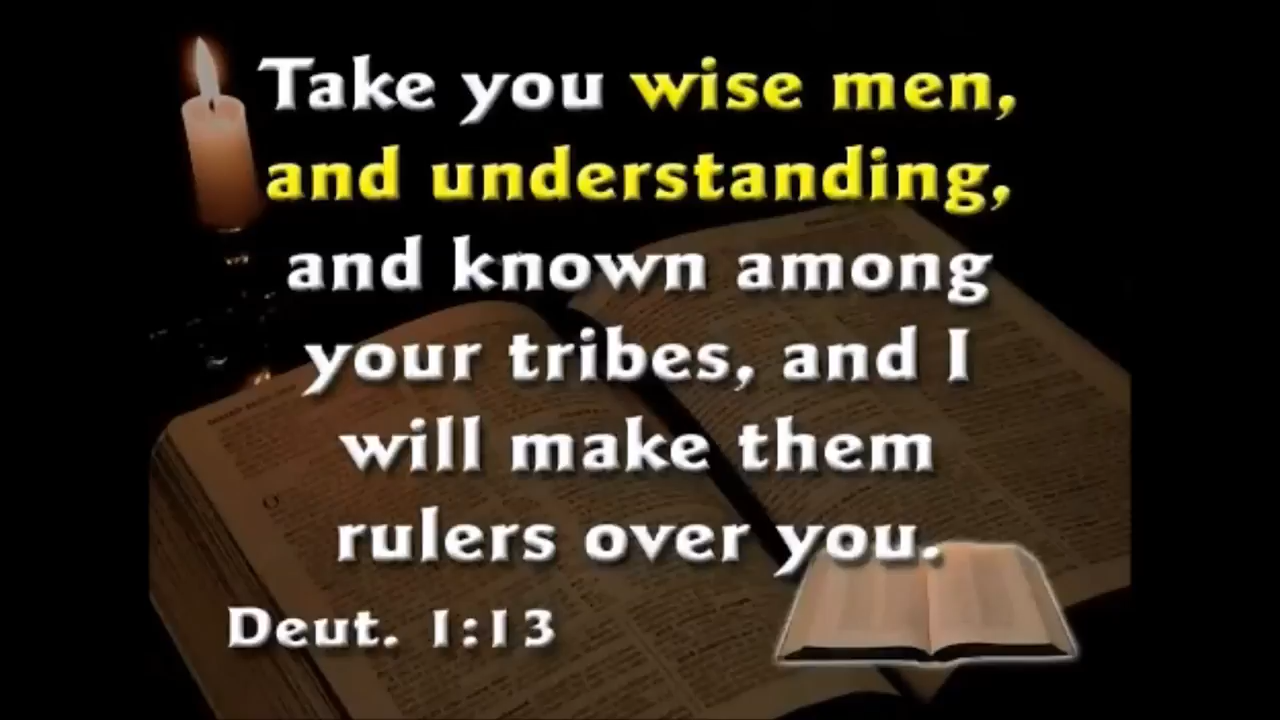 Take you wise men,
and understanding,
and known among
your tribes, and I
will make them
rulers over you.
Deut. 1:13